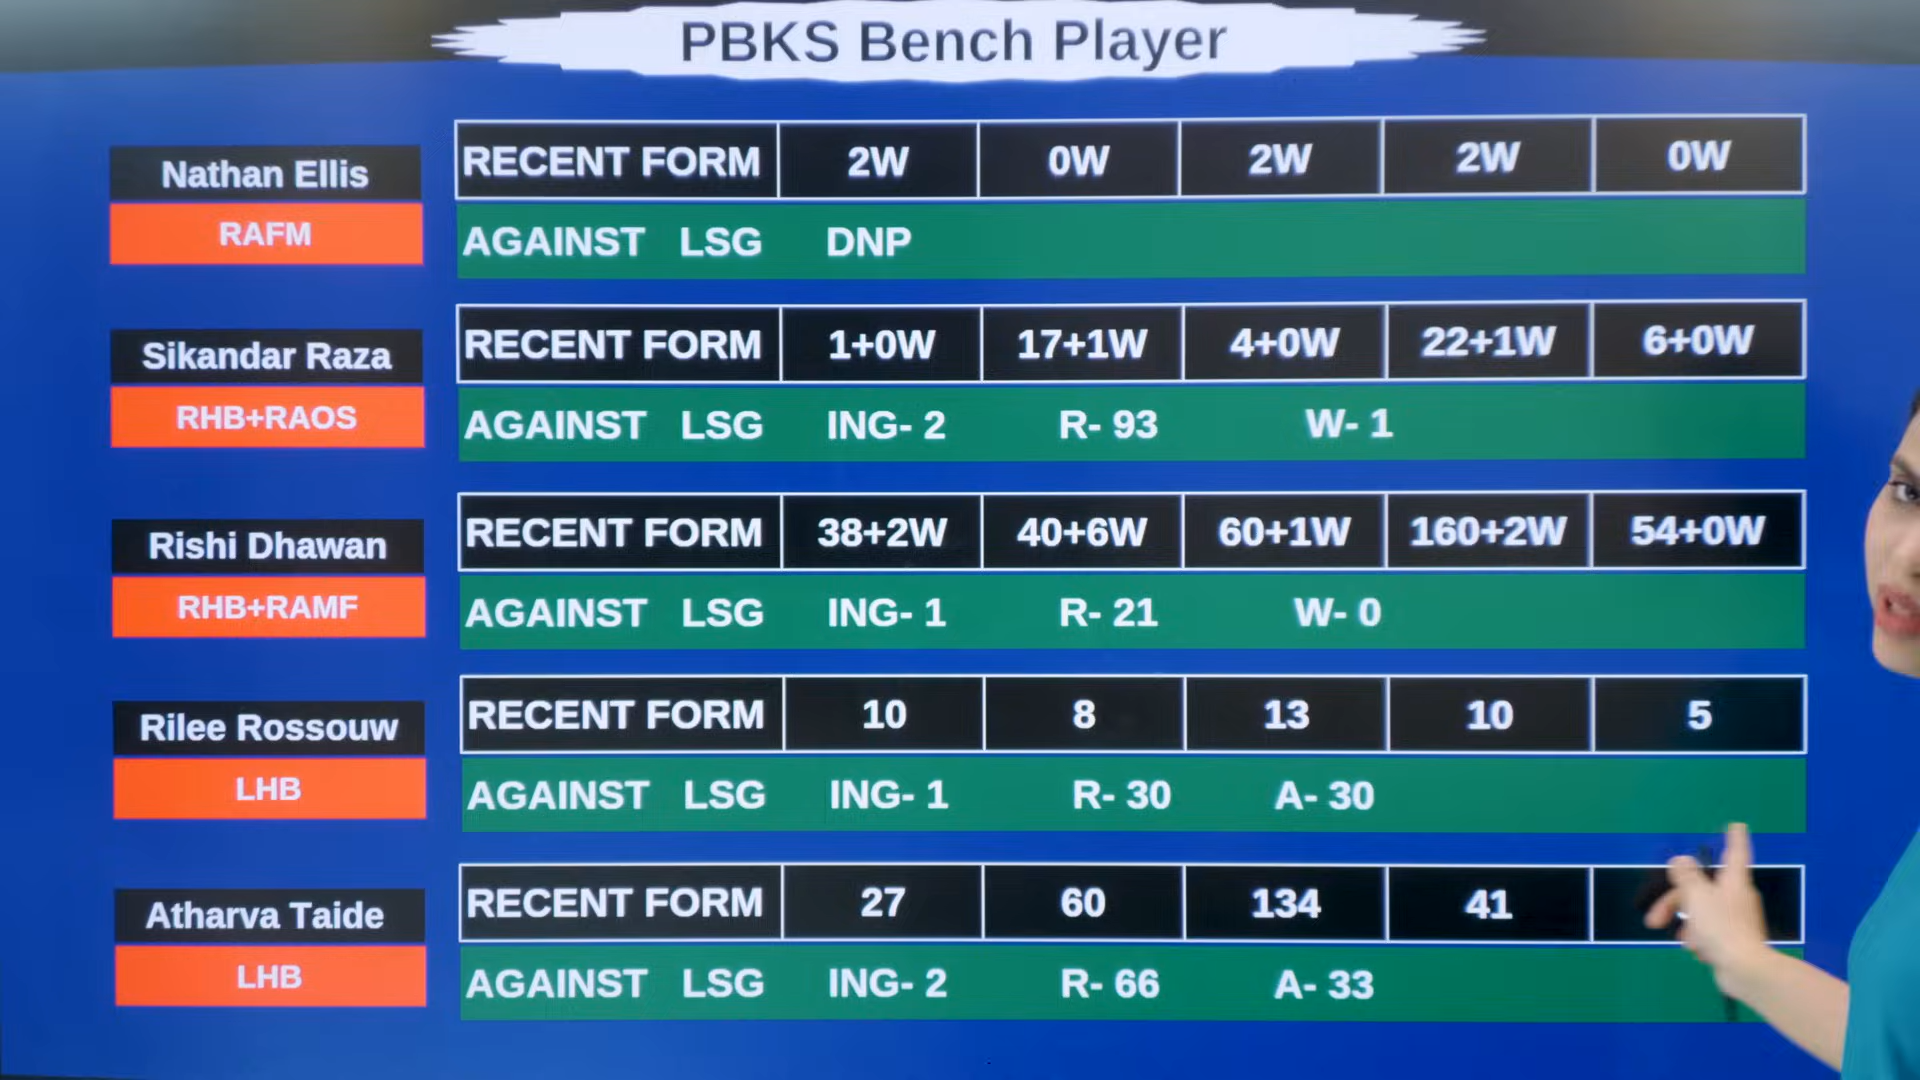 PBKS Bench Player
Nathan Ellis
RAFM
RECENT FORM 2W 0W 2W 2W 0W
AGAINST LSG DNP
Sikandar Raza
RHB+RAOS
RECENT FORM 1+0W 17+1W 4+0W 22+1W 6+0W
AGAINST LSG ING- 2 R- 93 W- 1
Rishi Dhawan
RHB+RAMF
RECENT FORM 38+2W 40+6W 60+1W 160+2W 54+0W
AGAINST LSG ING- 1 R- 21 W- 0
Rilee Rossouw
LHB
RECENT FORM 10 8 13 10 5
AGAINST LSG ING- 1 R- 30 A- 30
Atharva Taide
LHB
RECENT FORM 27 60 134 41
AGAINST LSG ING- 2 R- 66 A- 33